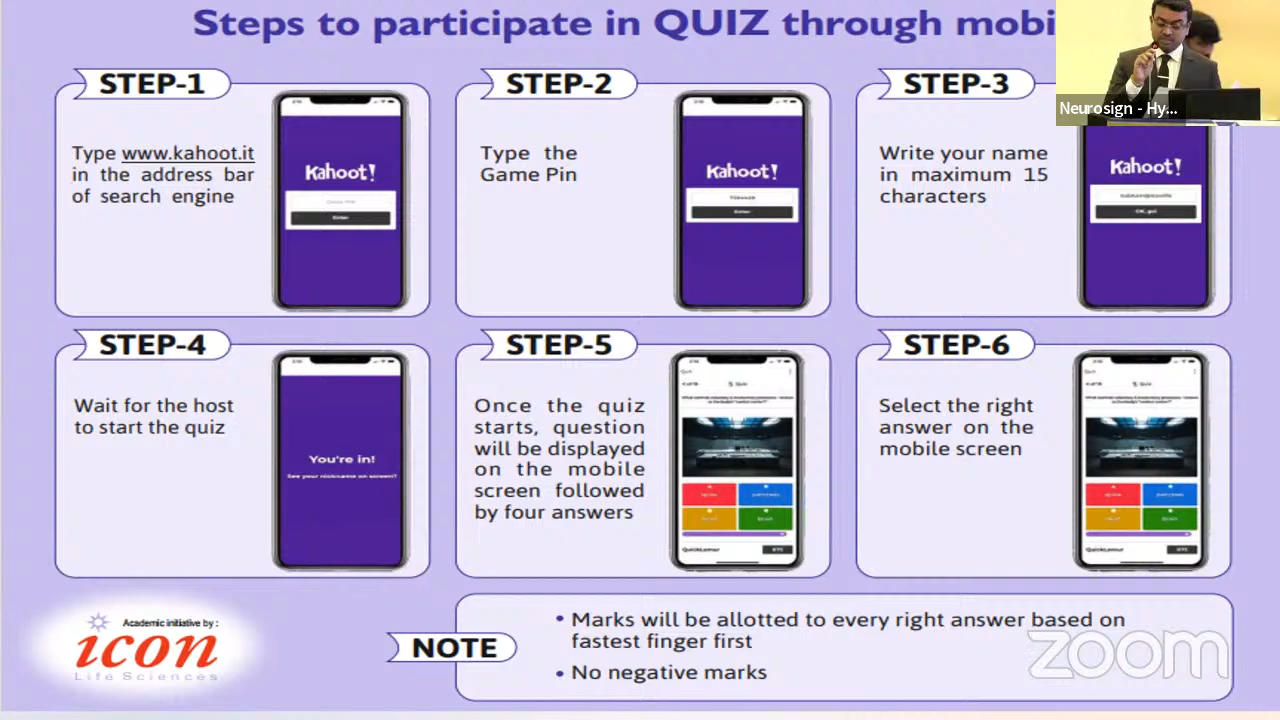 Steps to participate in QUIZ through mobi
Neurosign - Hy...
STEP-1
Type www.kahoot.it
in the address bar
of search engine
Kahoot!
Enter
STEP-2
Type the
Game Pin
Kahoot!
Enter
STEP-3
Write your name
in maximum 15
characters
Kahoot!
OK, go!
STEP-4
Wait for the host
to start the quiz
You're in!
See your nickname on screen?
STEP-5
Once the quiz
starts, question
will be displayed
on the mobile
screen followed
by four answers
Quiz
QuickLemur
STEP-6
Select the right
answer on the
mobile screen
Quiz
QuickLemur
Academic initiative by :
icon
Life Sciences
NOTE
• Marks will be allotted to every right answer based on
fastest finger first
• No negative marks
zoom